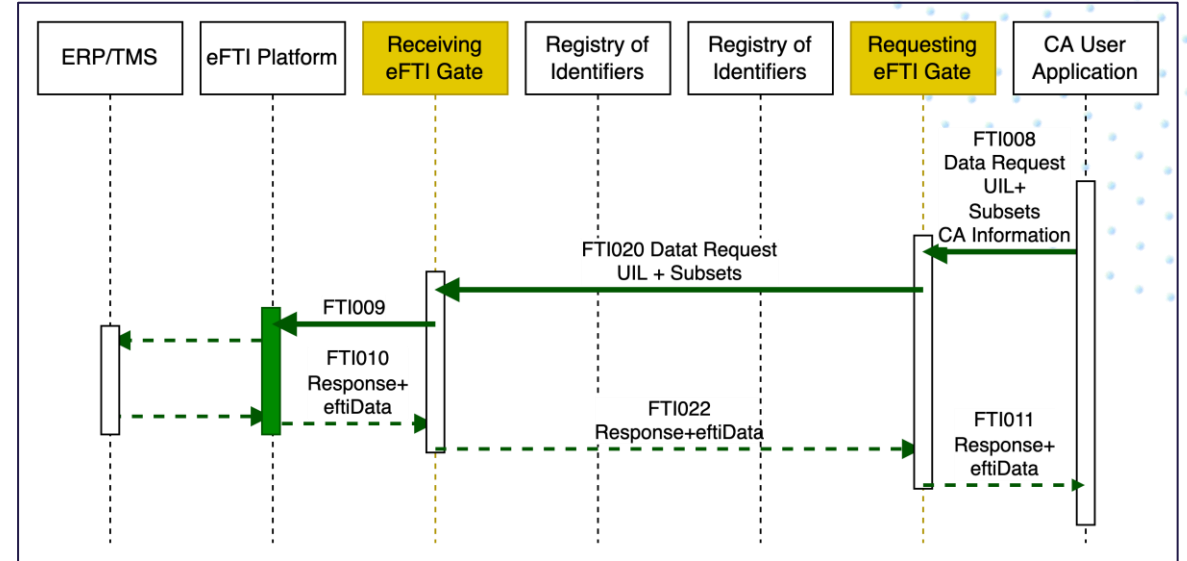 ERP/TMS
eFTI Platform
Receiving
eFTI Gate
Registry of
Identifiers
Registry of
Identifiers
Requesting
eFTI Gate
CA User
Application
FTI008
Data Request
UIL+
Subsets
CA Information
FTI020 Datat Request
UIL + Subsets
FTI009
FTI010
Response+
eftiData
FTI022
Response+eftiData
FTI011
Response+
eftiData